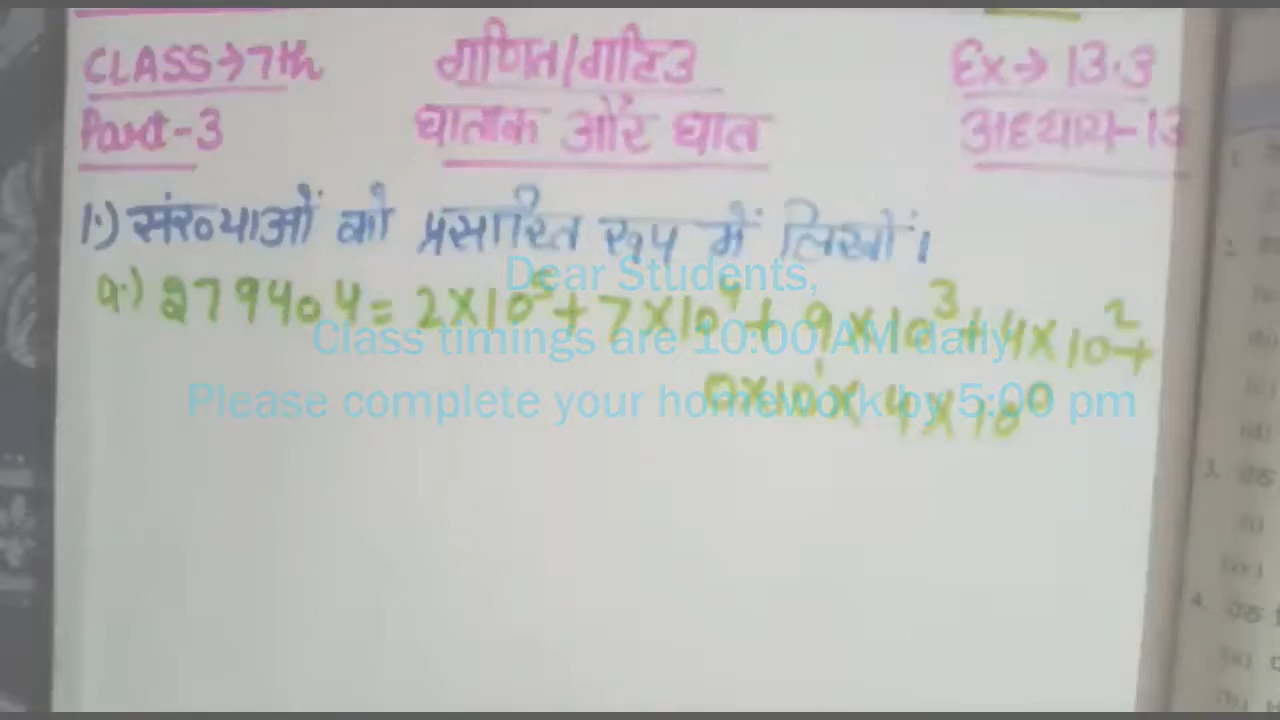 CLASS→7th गणित/ਗਣਿਤ Ex→13.3
Part-3 घातांक और घात अध्याय-13
1.) संख्याओं को प्रसारित रूप में लिखों।
Dear Students,
a.) 279404 = 2×10⁵+7×10⁴+9×10³+4×10²+
Class timings are 10:00 AM daily
0×10¹× 4×10⁰
Please complete your homework by 5:00 pm